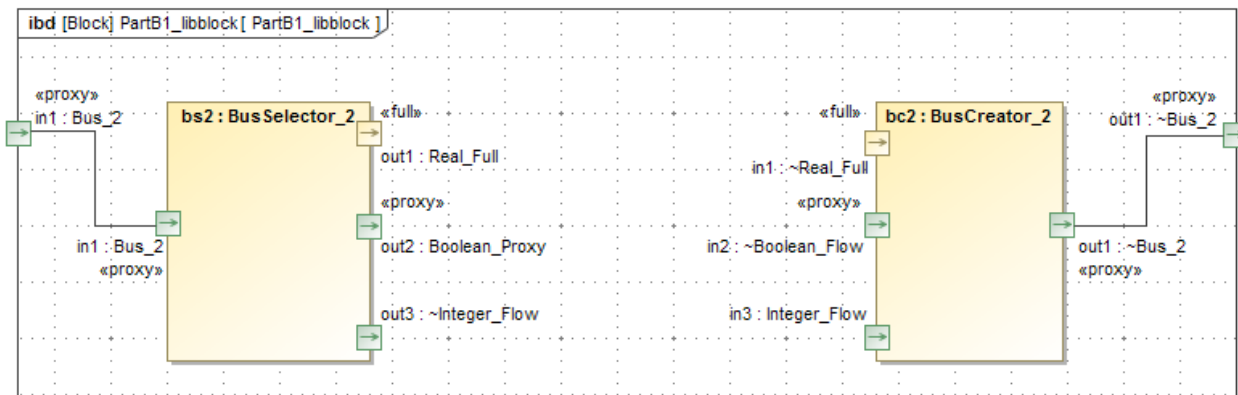 ibd [Block] PartB1_libblock[ PartB1_libblock ]
«proxy»
in1 : Bus_2
bs2 : BusSelector_2
«full»
out1 : Real_Full
«proxy»
out2 : Boolean_Proxy
in1 : Bus_2
«proxy»
out3 : ~Integer_Flow
«full»
bc2 : BusCreator_2
in1 : ~Real_Full
«proxy»
in2 : ~Boolean_Flow
in3 : Integer_Flow
«proxy»
out1 : ~Bus_2
out1 : ~Bus_2
«proxy»